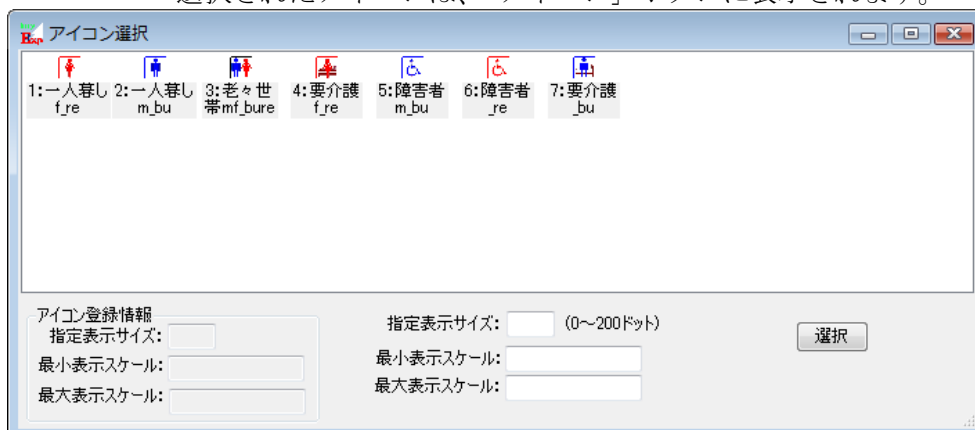 選択されたアイコンは、「アイコン」ボタンに表示されます。
アイコン選択
1:一人暮し
f_re
2:一人暮し
m_bu
3:老々世
帯mf_bure
4:要介護
f_re
5:障害者
m_bu
6:障害者
_re
7:要介護
_bu
アイコン登録情報
指定表示サイズ:
最小表示スケール:
最大表示スケール:
指定表示サイズ: (0～200ドット)
最小表示スケール:
最大表示スケール:
選択